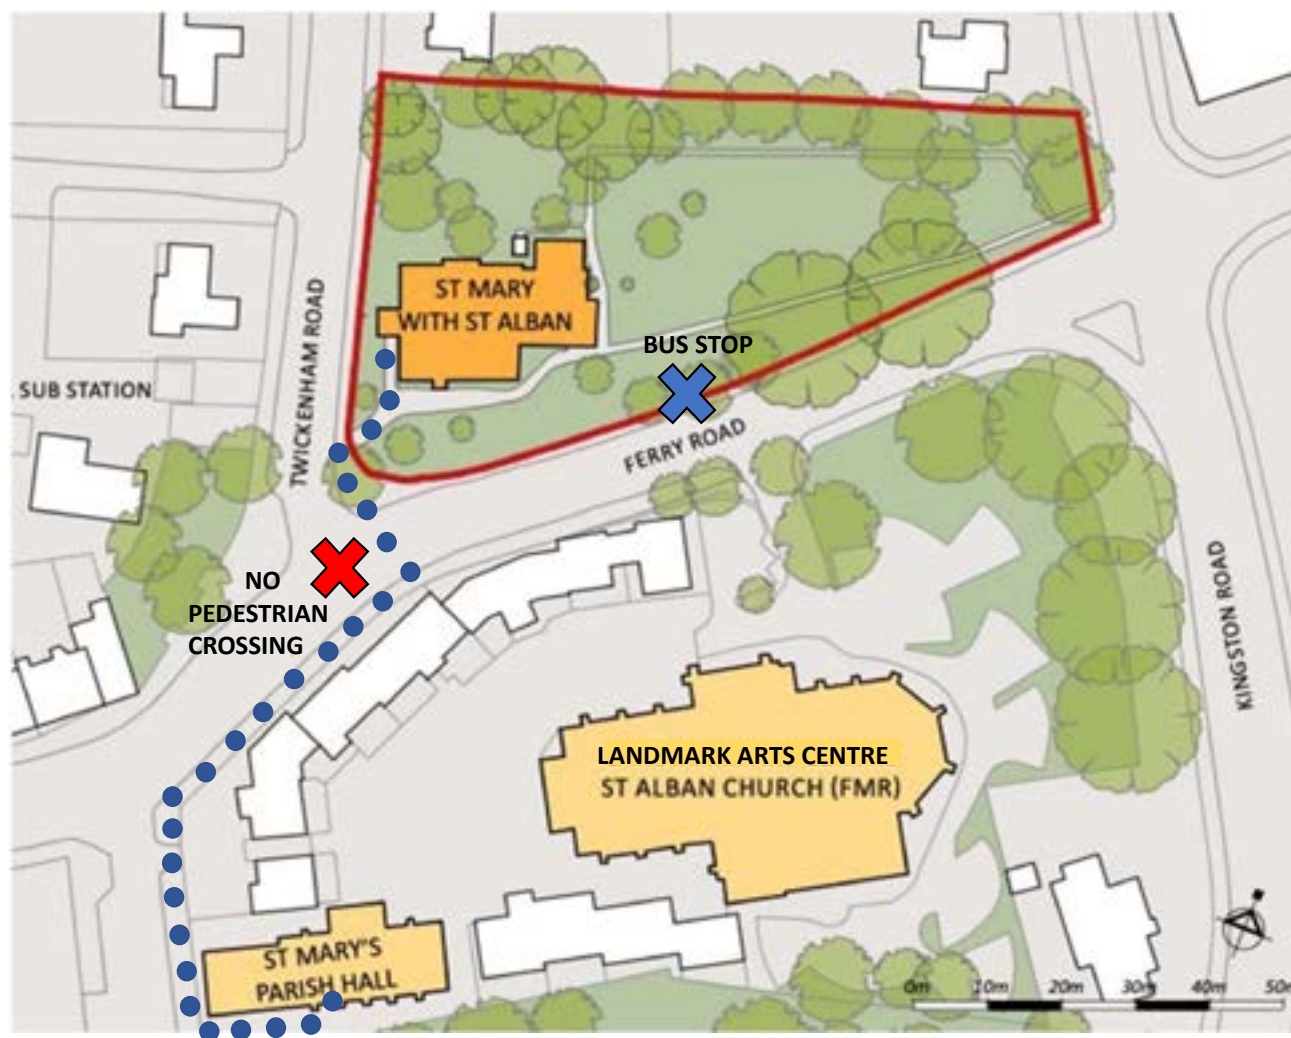 ST MARY
WITH ST ALBAN
TWICKENHAM ROAD
BUS STOP
SUB STATION
FERRY ROAD
NO
PEDESTRIAN
CROSSING
KINGSTON ROAD
LANDMARK ARTS CENTRE
ST ALBAN CHURCH (FMR)
ST MARY'S
PARISH HALL
0m 10m 20m 30m 40m 50m